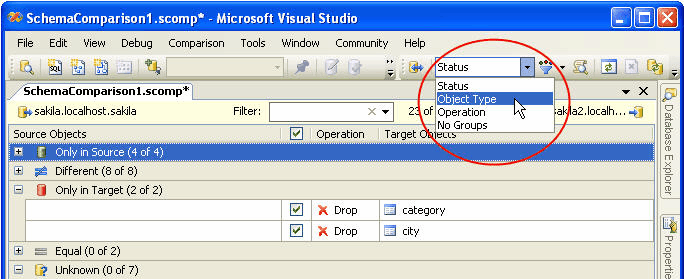 SchemaComparison1.scomp* - Microsoft Visual Studio
File Edit View Debug Comparison Tools Window Community Help
Status
SchemaComparison1.scomp*
Status
Object Type
Operation
No Groups
sakila.localhost.sakila Filter: 23 of sakila2.localh...
Source Objects Operation Target Objects
Only in Source (4 of 4)
Different (8 of 8)
Only in Target (2 of 2)
Drop category
Drop city
Equal (0 of 2)
Unknown (0 of 7)
Database Explorer
Properties